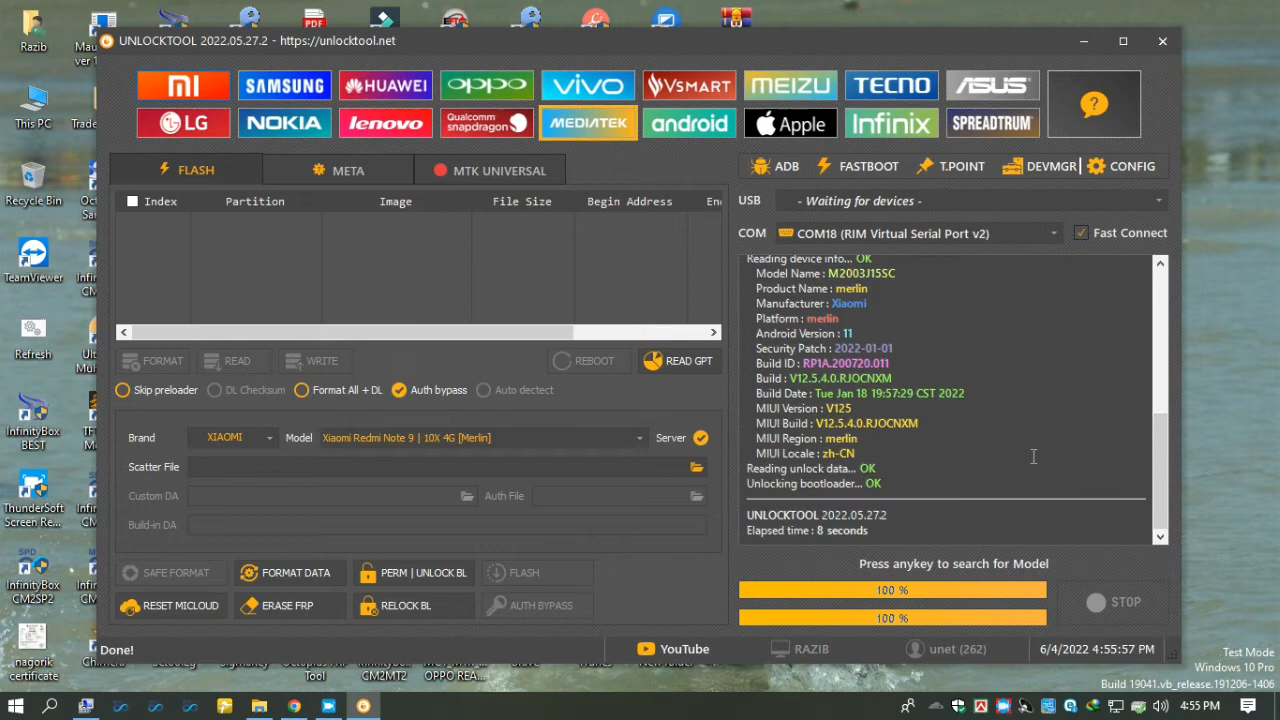 Razib
Mau
ver 1
PDF
UNLOCKTOOL 2022.05.27.2 - https://unlocktool.net
This PC
Trade
MI SAMSUNG HUAWEI oppo vivo VSMART MEIZU TECNO ASUS ?
LG NOKIA lenovo Qualcomm snapdragon MEDIATEK android Apple Infinix SPREADTRUM
FLASH META MTK UNIVERSAL
ADB FASTBOOT T.POINT DEVMGR CONFIG
Index Partition Image File Size Begin Address En
USB - Waiting for devices -
COM COM18 (RIM Virtual Serial Port v2) Fast Connect
Reading device info... OK
Model Name : M2003J15SC
Product Name : merlin
Manufacturer : Xiaomi
Platform : merlin
Android Version : 11
Security Patch : 2022-01-01
Build ID : RP1A.200720.011
Build : V12.5.4.0.RJOCNXM
Build Date : Tue Jan 18 19:57:29 CST 2022
MIUI Version : V125
MIUI Build : V12.5.4.0.RJOCNXM
MIUI Region : merlin
MIUI Locale : zh-CN
Reading unlock data... OK
Unlocking bootloader... OK
UNLOCKTOOL 2022.05.27.2
Elapsed time : 8 seconds
FORMAT READ WRITE REBOOT READ GPT
Skip preloader DL Checksum Format All + DL Auth bypass Auto dectect
Brand XIAOMI Model Xiaomi Redmi Note 9 | 10X 4G [Merlin] Server
Scatter File
Custom DA Auth File
Build-in DA
SAFE FORMAT FORMAT DATA PERM | UNLOCK BL FLASH
RESET MICLOUD ERASE FRP RELOCK BL AUTH BYPASS
Press anykey to search for Model
100 %
100 %
STOP
Done! YouTube RAZIB unet (262) 6/4/2022 4:55:57 PM
Recycle Bin
TeamViewer
Refresh
InfinityBox
BEST
ThunderSoft
Screen Re...
SPD
InfinityBox
CM2SP2
nagorik
certificate
Tool
CM2MT2
OPPO REA...
Test Mode
Windows 10 Pro
Build 19041.vb_release.191206-1406
4:55 PM